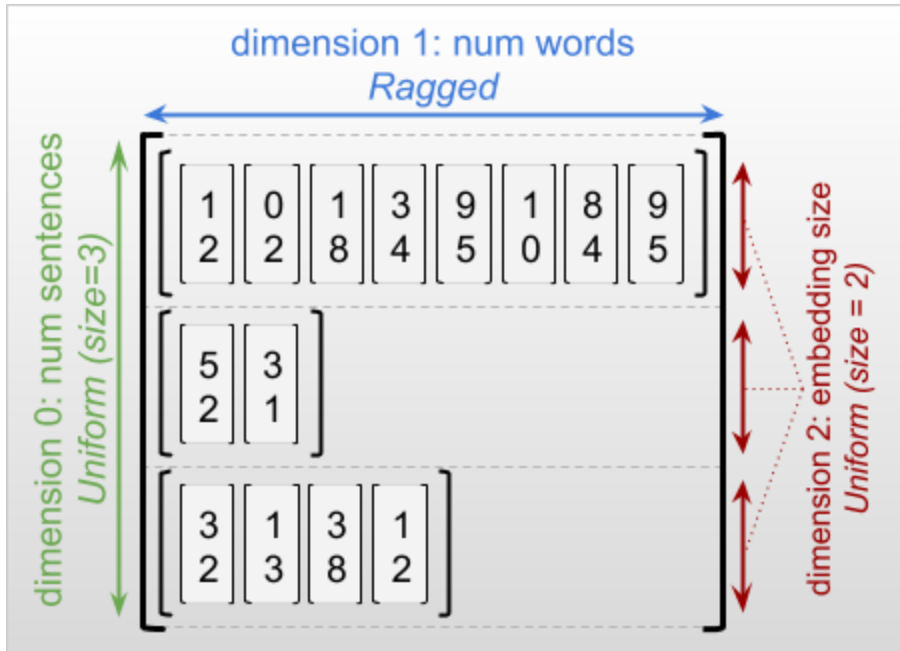 dimension 1: num words
Ragged
dimension 0: num sentences
Uniform (size=3)
1 0 1 3 9 1 8 9
2 2 8 4 5 0 4 5
5 3
2 1
3 1 3 1
2 3 8 2
dimension 2: embedding size
Uniform (size = 2)